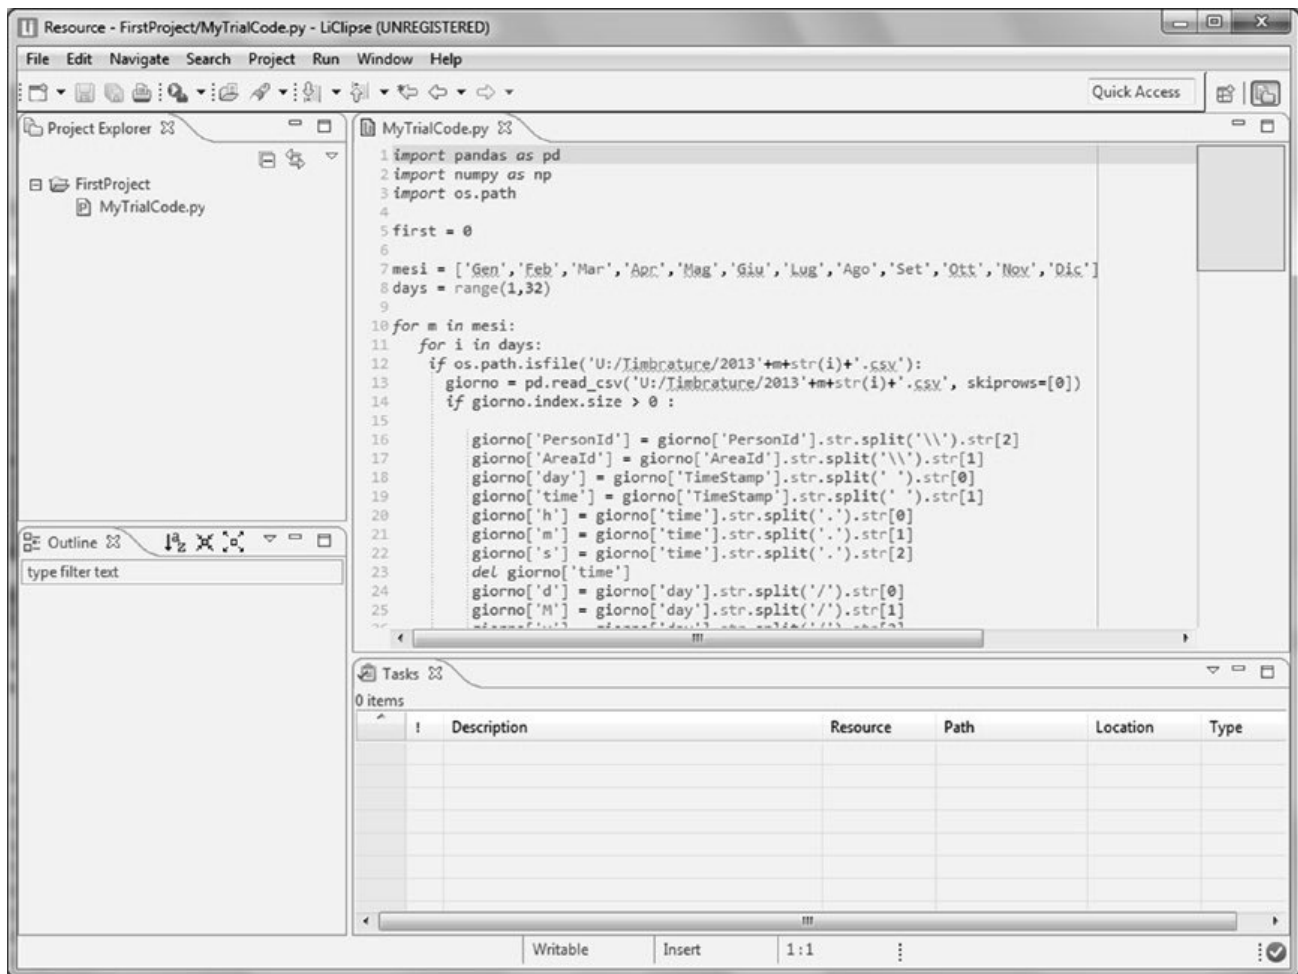 Resource - FirstProject/MyTrialCode.py - LiClipse (UNREGISTERED)
File Edit Navigate Search Project Run Window Help
Quick Access
Project Explorer
FirstProject
MyTrialCode.py
MyTrialCode.py
1 import pandas as pd
2 import numpy as np
3 import os.path
4
5 first = 0
6
7 mesi = ['Gen','Feb','Mar','Apr','Mag','Giu','Lug','Ago','Set','Ott','Nov','Dic']
8 days = range(1,32)
9
10 for m in mesi:
11 for i in days:
12 if os.path.isfile('U:/Timbrature/2013'+m+str(i)+'.csv'):
13 giorno = pd.read_csv('U:/Timbrature/2013'+m+str(i)+'.csv', skiprows=[0])
14 if giorno.index.size > 0 :
15
16 giorno['PersonId'] = giorno['PersonId'].str.split('\\').str[2]
17 giorno['AreaId'] = giorno['AreaId'].str.split('\\').str[1]
18 giorno['day'] = giorno['TimeStamp'].str.split(' ').str[0]
19 giorno['time'] = giorno['TimeStamp'].str.split(' ').str[1]
20 giorno['h'] = giorno['time'].str.split('.').str[0]
21 giorno['m'] = giorno['time'].str.split('.').str[1]
22 giorno['s'] = giorno['time'].str.split('.').str[2]
23 del giorno['time']
24 giorno['d'] = giorno['day'].str.split('/').str[0]
25 giorno['M'] = giorno['day'].str.split('/').str[1]
Outline
type filter text
Tasks
0 items
! Description Resource Path Location Type
Writable Insert 1:1